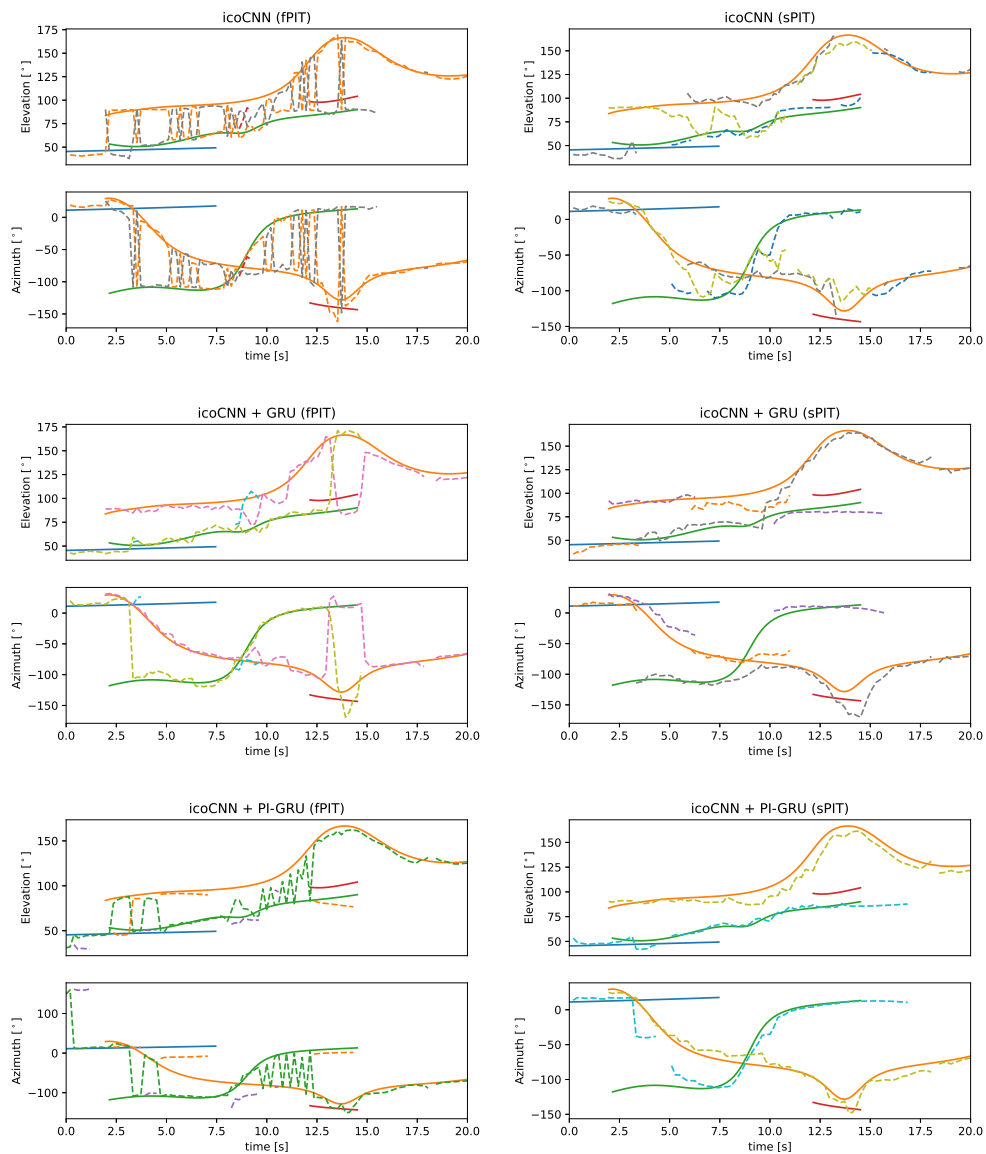 icoCNN (fPIT)
175
150
125
100
75
50
Elevation [°]
0
−50
−100
−150
Azimuth [°]
0.0 2.5 5.0 7.5 10.0 12.5 15.0 17.5 20.0
time [s]
icoCNN (sPIT)
150
125
100
75
50
Elevation [°]
0
−50
−100
−150
Azimuth [°]
0.0 2.5 5.0 7.5 10.0 12.5 15.0 17.5 20.0
time [s]
icoCNN + GRU (fPIT)
175
150
125
100
75
50
Elevation [°]
0
−50
−100
−150
Azimuth [°]
0.0 2.5 5.0 7.5 10.0 12.5 15.0 17.5 20.0
time [s]
icoCNN + GRU (sPIT)
150
125
100
75
50
Elevation [°]
0
−50
−100
−150
Azimuth [°]
0.0 2.5 5.0 7.5 10.0 12.5 15.0 17.5 20.0
time [s]
icoCNN + PI-GRU (fPIT)
150
100
50
Elevation [°]
100
0
−100
Azimuth [°]
0.0 2.5 5.0 7.5 10.0 12.5 15.0 17.5 20.0
time [s]
icoCNN + PI-GRU (sPIT)
150
125
100
75
50
Elevation [°]
0
−50
−100
−150
Azimuth [°]
0.0 2.5 5.0 7.5 10.0 12.5 15.0 17.5 20.0
time [s]